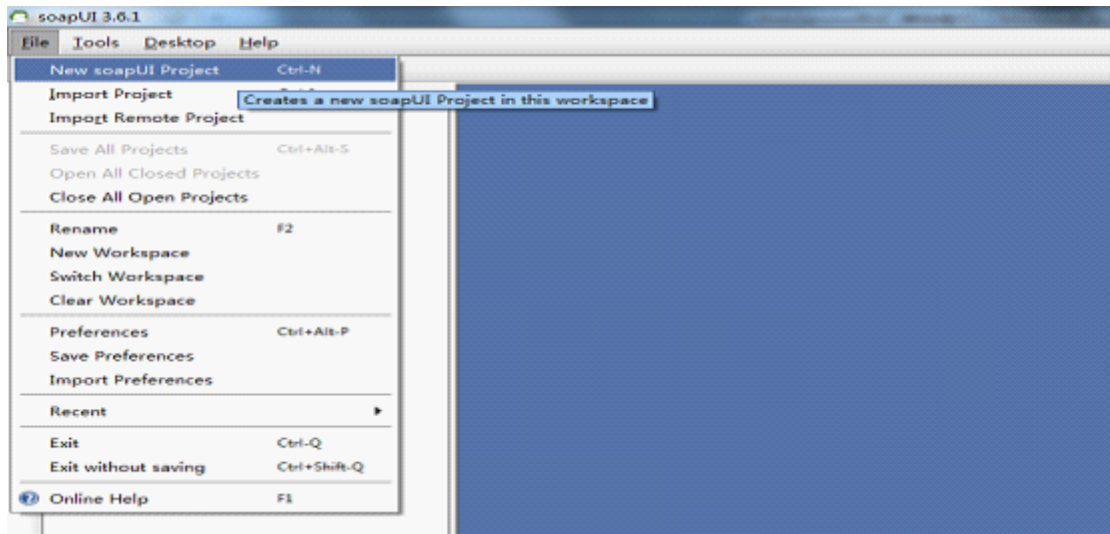 soapUI 3.6.1
File Tools Desktop Help
New soapUI Project Ctrl-N
Import Project
Creates a new soapUI Project in this workspace
Import Remote Project
Save All Projects Ctrl+Alt-S
Open All Closed Projects
Close All Open Projects
Rename F2
New Workspace
Switch Workspace
Clear Workspace
Preferences Ctrl+Alt-P
Save Preferences
Import Preferences
Recent
Exit Ctrl-Q
Exit without saving Ctrl+Shift-Q
Online Help F1